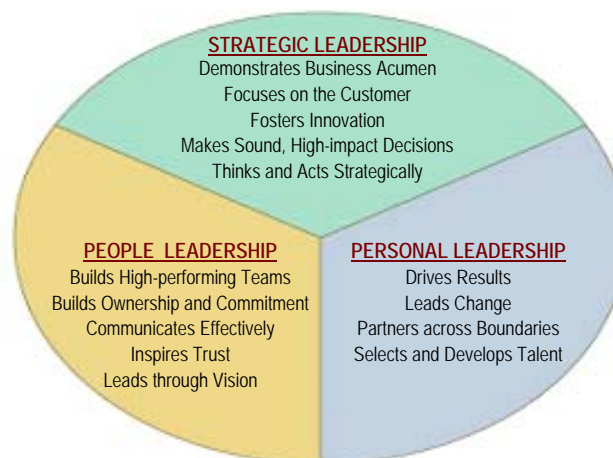 STRATEGIC LEADERSHIP
Demonstrates Business Acumen
Focuses on the Customer
Fosters Innovation
Makes Sound, High-impact Decisions
Thinks and Acts Strategically
PEOPLE LEADERSHIP
Builds High-performing Teams
Builds Ownership and Commitment
Communicates Effectively
Inspires Trust
Leads through Vision
PERSONAL LEADERSHIP
Drives Results
Leads Change
Partners across Boundaries
Selects and Develops Talent